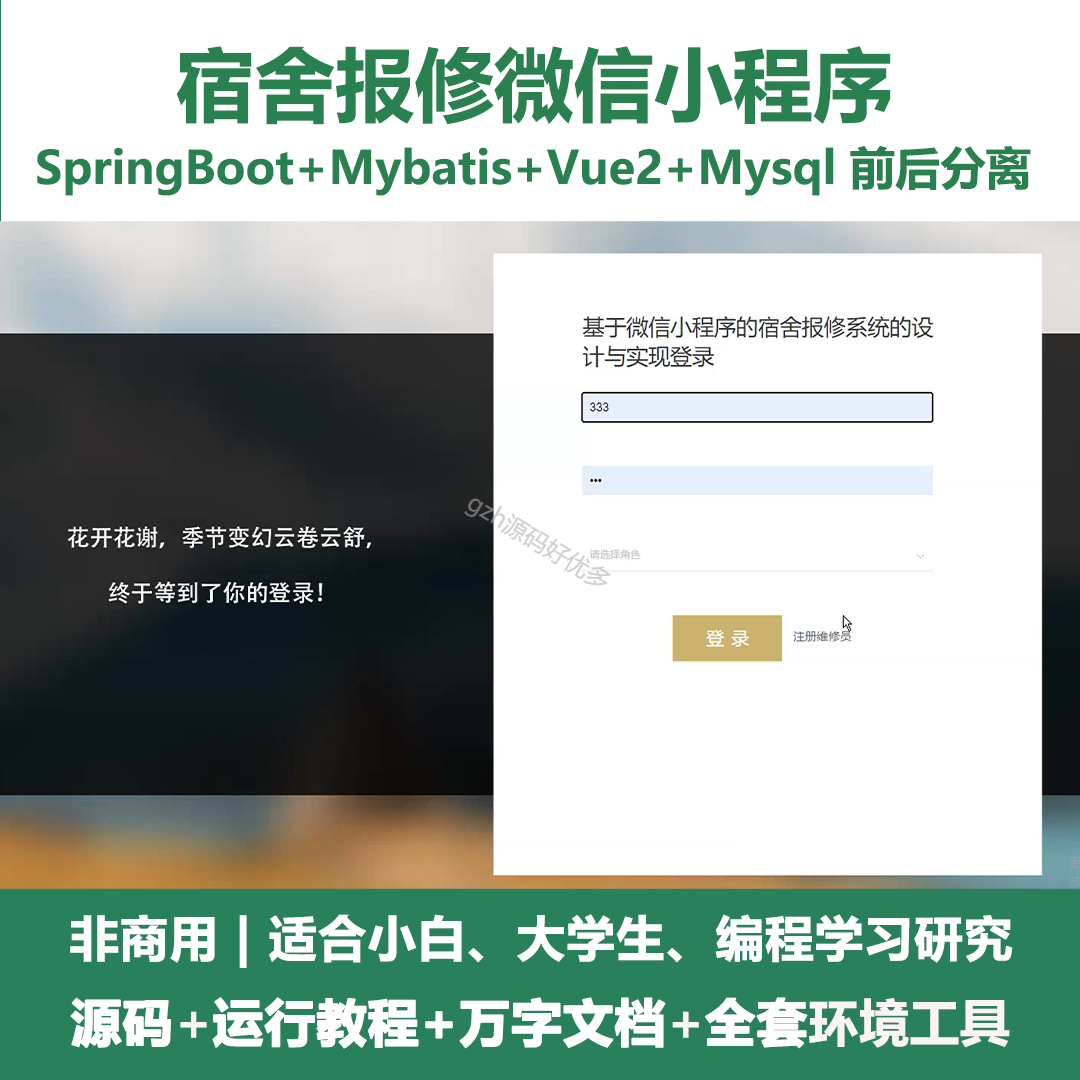 宿舍报修微信小程序
SpringBoot+Mybatis+Vue2+Mysql 前后分离
基于微信小程序的宿舍报修系统的设
计与实现登录
333
•••
花开花谢，季节变幻云卷云舒,
终于等到了你的登录！
gzh源码好优多
请选择角色
登 录
注册维修员
非商用 | 适合小白、大学生、编程学习研究
源码+运行教程+万字文档+全套环境工具